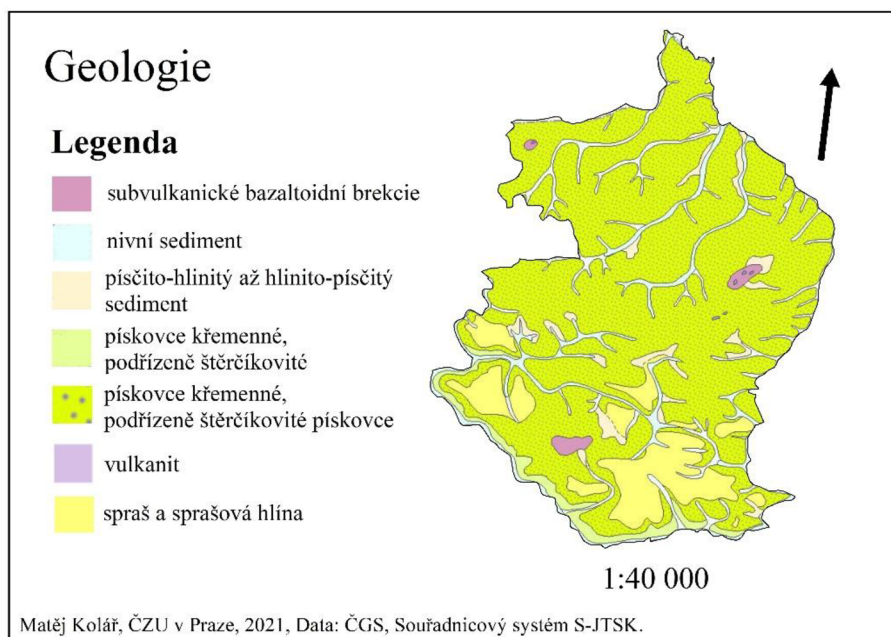 Geologie
Legenda
subvulkanické bazaltoidní brekcie
nivní sediment
písčito-hlinitý až hlinito-písčitý
sediment
pískovce křemenné,
podřízeně štěrčíkovité
pískovce křemenné,
podřízeně štěrčíkovité pískovce
vulkanit
spraš a sprašová hlína
1:40 000
Matěj Kolář, ČZU v Praze, 2021, Data: ČGS, Souřadnicový systém S-JTSK.